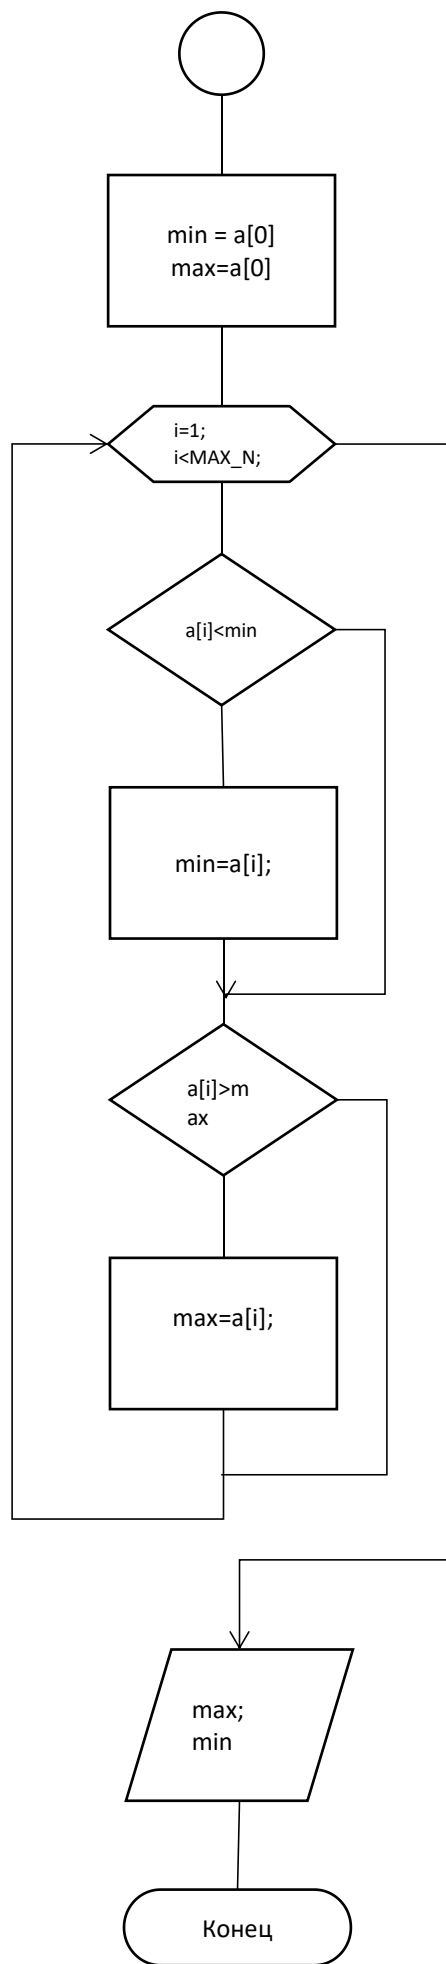 min = a[0]
max=a[0]
i=1;
i<MAX_N;
a[i]<min
min=a[i];
a[i]>m
ax
max=a[i];
max;
min
Конец